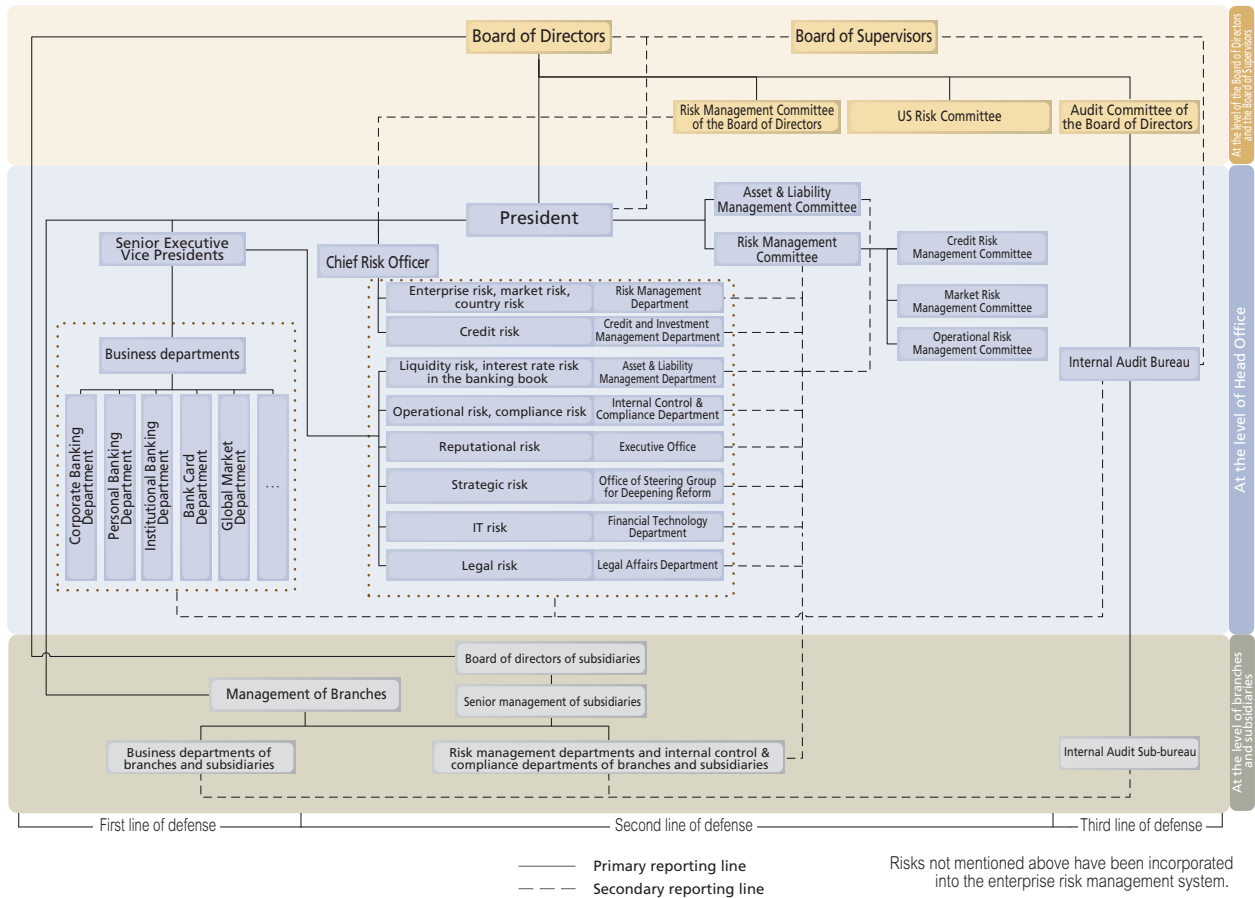 Board of Directors
Board of Supervisors
Risk Management Committee
of the Board of Directors
US Risk Committee
Audit Committee of
the Board of Directors
At the level of the Board of Directors
and the Board of Supervisors
President
Asset & Liability
Management Committee
Risk Management
Committee
Senior Executive
Vice Presidents
Chief Risk Officer
Credit Risk
Management Committee
Market Risk
Management Committee
Operational Risk
Management Committee
Enterprise risk, market risk,
country risk
Risk Management
Department
Credit risk
Credit and Investment
Management Department
Liquidity risk, interest rate risk
in the banking book
Asset & Liability
Management Department
Operational risk, compliance risk
Internal Control &
Compliance Department
Reputational risk
Executive Office
Strategic risk
Office of Steering Group
for Deepening Reform
IT risk
Financial Technology
Department
Legal risk
Legal Affairs Department
Business departments
Corporate Banking
Department
Personal Banking
Department
Institutional Banking
Department
Bank Card
Department
Global Market
Department
...
Internal Audit Bureau
At the level of Head Office
Board of directors of subsidiaries
Management of Branches
Senior management of subsidiaries
Business departments of
branches and subsidiaries
Risk management departments and internal control &
compliance departments of branches and subsidiaries
Internal Audit Sub-bureau
At the level of branches
and subsidiaries
First line of defense
Second line of defense
Third line of defense
Primary reporting line
Secondary reporting line
Risks not mentioned above have been incorporated
into the enterprise risk management system.